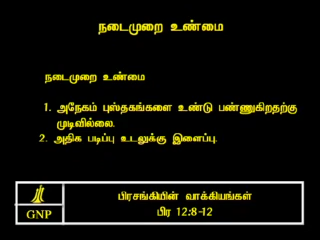 நடைமுறை உண்மை
நடைமுறை உண்மை
1. அநேகம் புஸ்தகங்களை உண்டு பண்ணுகிறதற்கு
முடிவில்லை.
2. அதிக படிப்பு உடலுக்கு இளைப்பு.
பிரசங்கியின் வாக்கியங்கள்
பிர 12:8-12
GNP